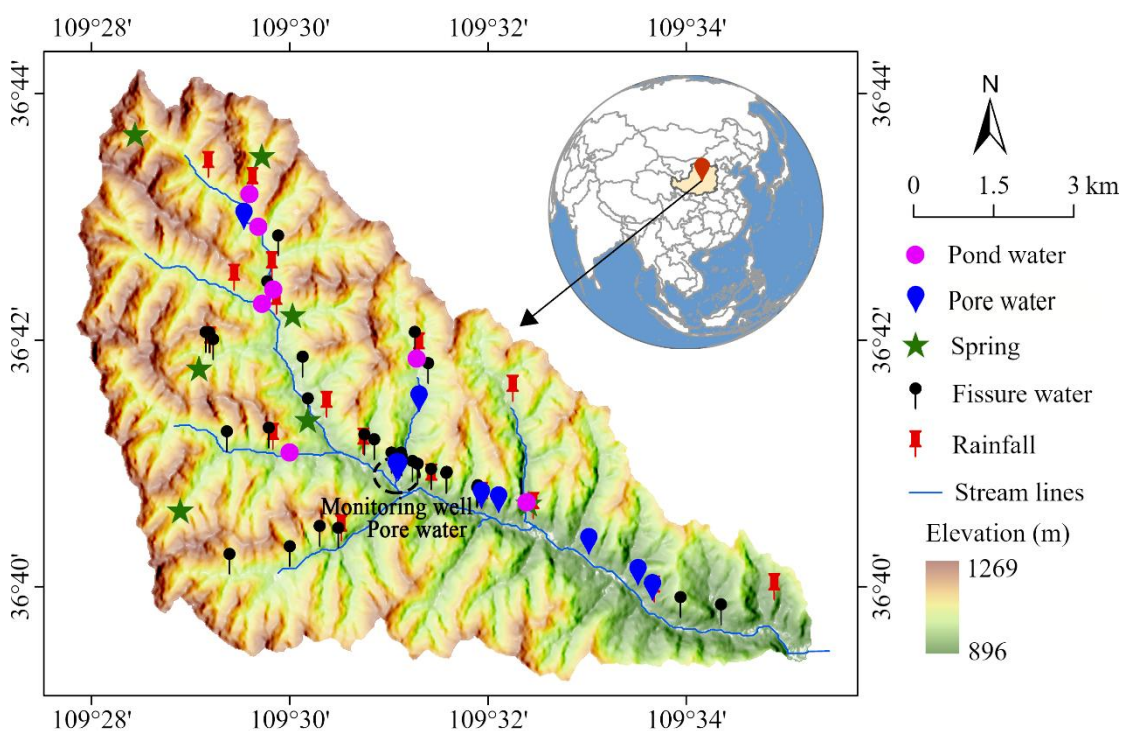 109°28' 109°30' 109°32' 109°34'
36°44'
36°42'
36°40'
36°44'
36°42'
36°40'
N
0 1.5 3 km
Pond water
Pore water
Spring
Fissure water
Rainfall
Stream lines
Elevation (m)
1269
896
Monitoring well
Pore water
109°28' 109°30' 109°32' 109°34'